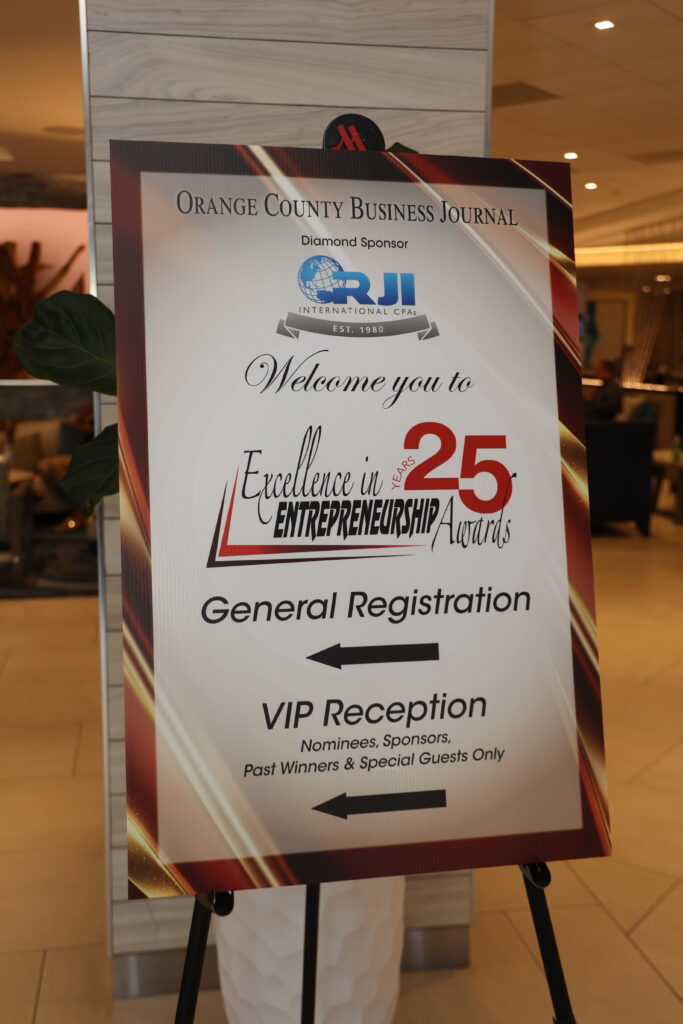 ORANGE COUNTY BUSINESS JOURNAL
Diamond Sponsor
RJI
INTERNATIONAL CPAs
EST. 1980
Welcome you to
Excellence in
YEARS 25
ENTREPRENEURSHIP
Awards
General Registration
VIP Reception
Nominees, Sponsors,
Past Winners & Special Guests Only